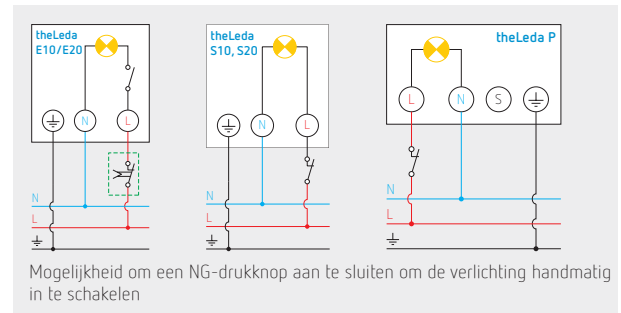 theLeda
E10/E20
N
L
N
L
theLeda
S10, S20
N
L
N
L
theLeda P
L
N
S
N
L
Mogelijkheid om een NG-drukknop aan te sluiten om de verlichting handmatig
in te schakelen